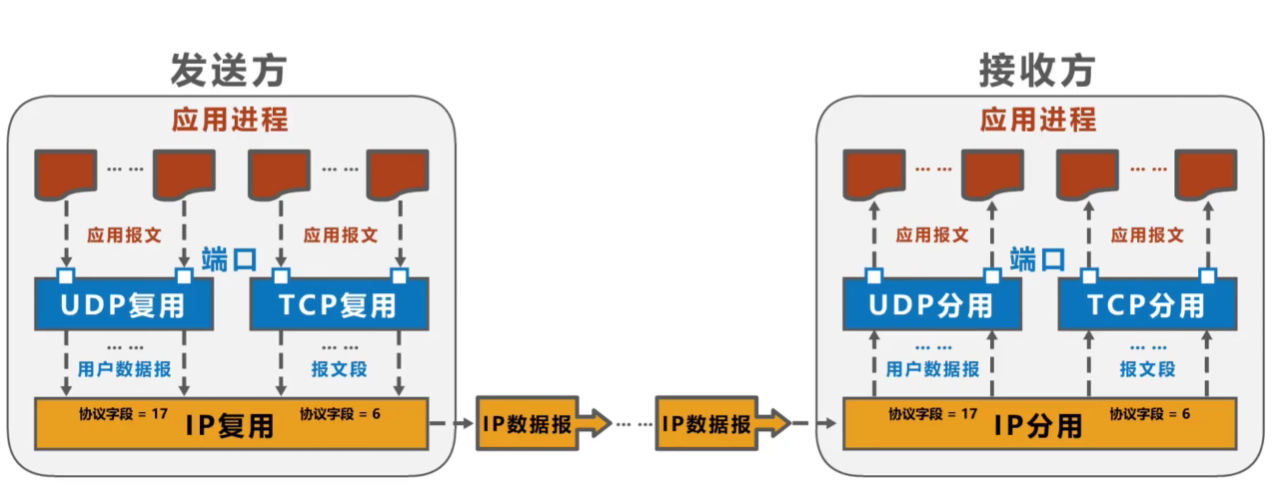 发送方
接收方
应用进程
应用进程
…… ……
…… ……
应用报文 应用报文
应用报文 应用报文
端口
端口
UDP复用 TCP复用
UDP分用 TCP分用
…… ……
…… ……
用户数据报 报文段
用户数据报 报文段
协议字段 = 17 协议字段 = 6
IP复用
IP数据报 …… IP数据报
协议字段 = 17 协议字段 = 6
IP分用